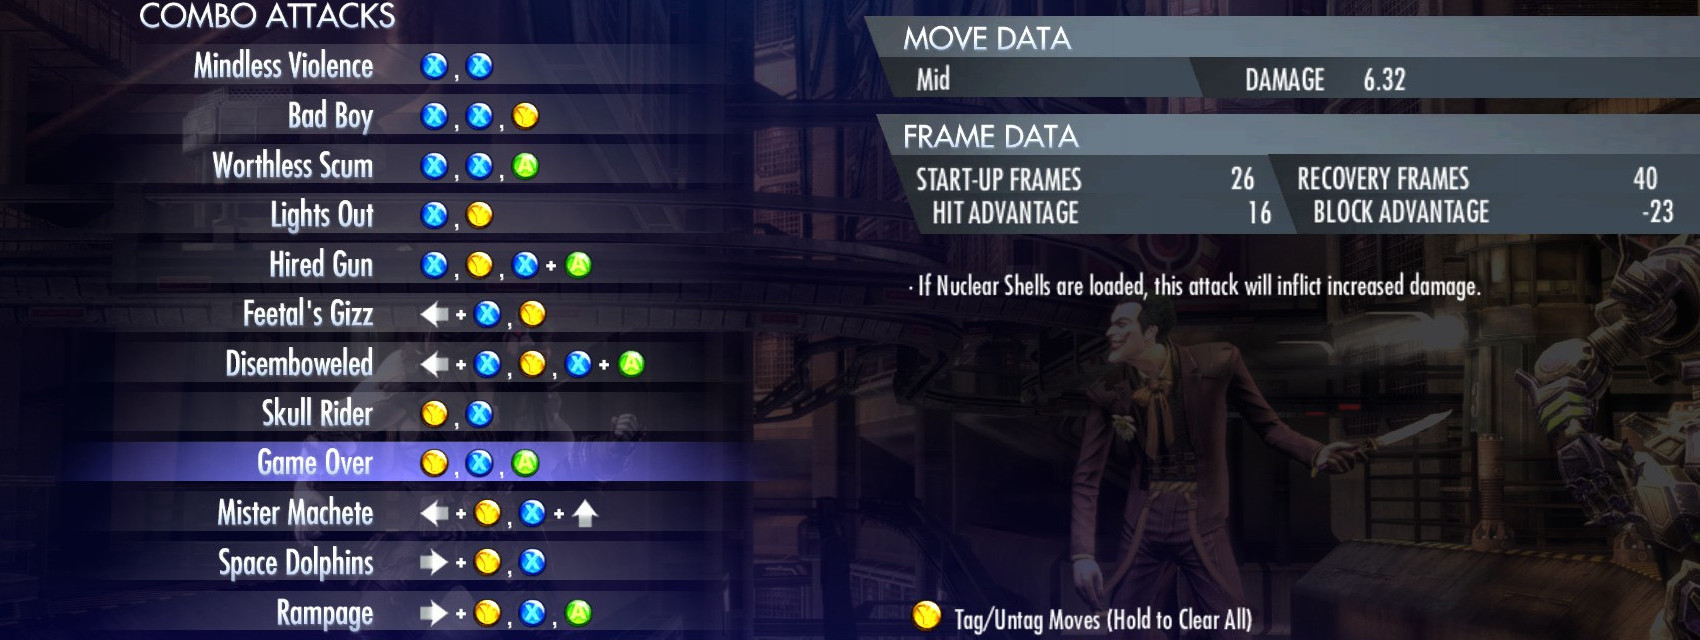 COMBO ATTACKS
Mindless Violence X , X
Bad Boy X , X , Y
Worthless Scum X , X , A
Lights Out X , Y
Hired Gun X , Y , X + A
Feetal's Gizz + X , Y
Disemboweled + X , Y , X + A
Skull Rider Y , X
Game Over Y , X , A
Mister Machete + Y , X +
Space Dolphins + Y , X
Rampage + Y , X , A
MOVE DATA
Mid DAMAGE 6.32
FRAME DATA
START-UP FRAMES 26 RECOVERY FRAMES 40
HIT ADVANTAGE 16 BLOCK ADVANTAGE -23
· If Nuclear Shells are loaded, this attack will inflict increased damage.
Y Tag/Untag Moves (Hold to Clear All)